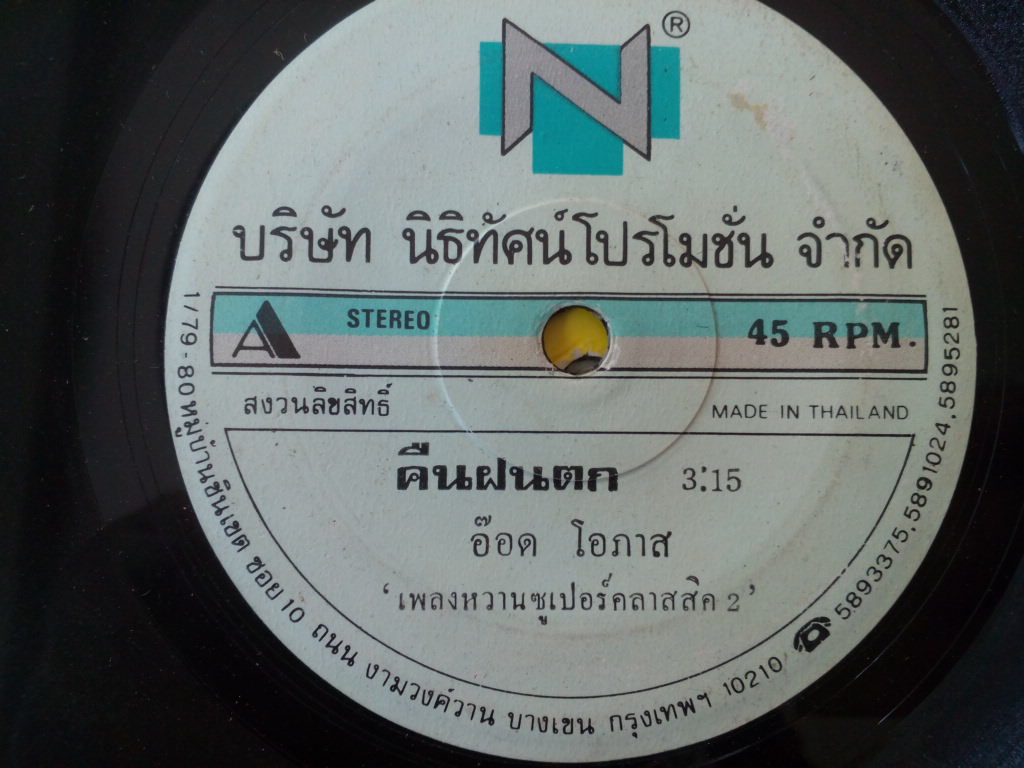 N ®
บริษัท นิธิทัศน์โปรโมชั่น จำกัด
A STEREO 45 RPM.
สงวนลิขสิทธิ์ MADE IN THAILAND
คืนฝนตก 3:15
อ๊อด โอภาส
‘เพลงหวานซูเปอร์คลาสสิค 2’
1/79-80 หมู่บ้านชินเขต ซอย 10 ถนน งามวงศ์วาน บางเขน กรุงเทพฯ 10210 ☎ 5893375,5891024,5895281